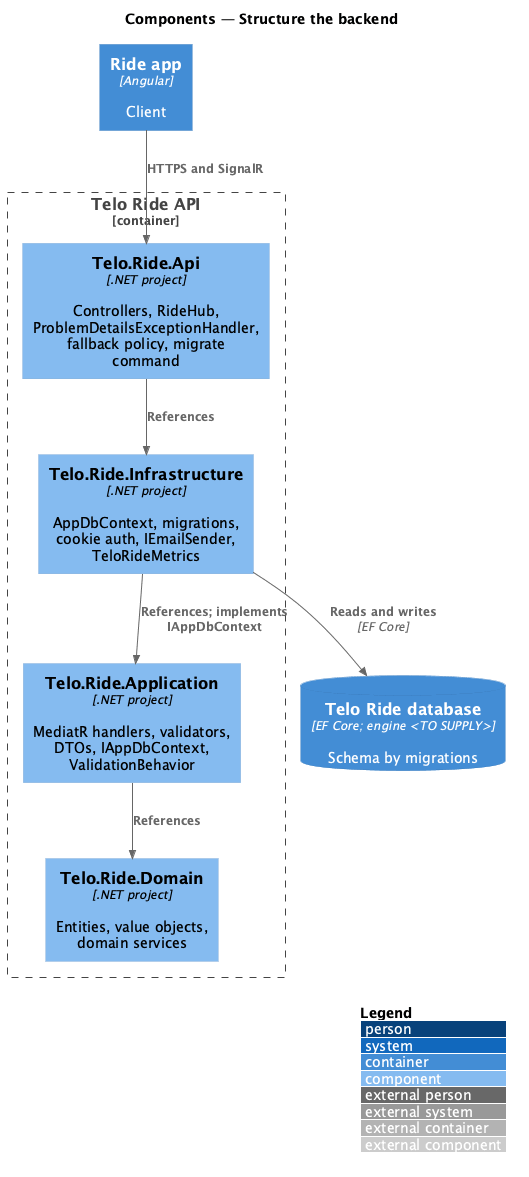 Components — Structure the backend
Ride app
[Angular]
Client
HTTPS and SignalR
Telo Ride API
[container]
Telo.Ride.Api
[.NET project]
Controllers, RideHub,
ProblemDetailsExceptionHandler,
fallback policy, migrate
command
References
Telo.Ride.Infrastructure
[.NET project]
AppDbContext, migrations,
cookie auth, IEmailSender,
TeloRideMetrics
References; implements
IAppDbContext
Reads and writes
[EF Core]
Telo.Ride.Application
[.NET project]
MediatR handlers, validators,
DTOs, IAppDbContext,
ValidationBehavior
Telo Ride database
[EF Core; engine <TO SUPPLY>]
Schema by migrations
References
Telo.Ride.Domain
[.NET project]
Entities, value objects,
domain services
Legend
person
system
container
component
external person
external system
external container
external component